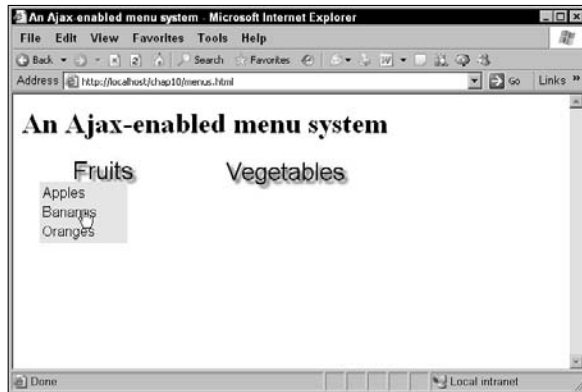 An Ajax-enabled menu system - Microsoft Internet Explorer
File Edit View Favorites Tools Help
Back Search Favorites
Address http://localhost/chap10/menus.html Go Links »
An Ajax-enabled menu system
Fruits Vegetables
Apples
Bananas
Oranges
Done Local intranet